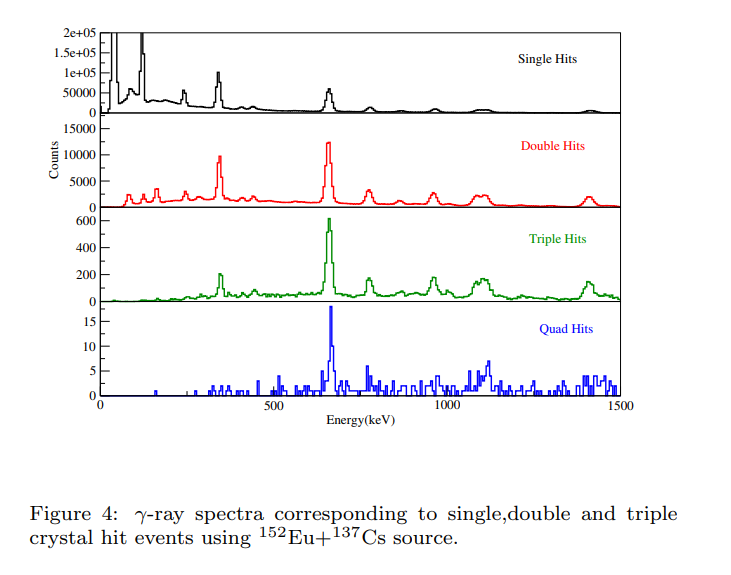 2e+05
1.5e+05
1e+05
50000
0
Single Hits
15000
10000
5000
0
Counts
Double Hits
600
400
200
0
Triple Hits
15
10
5
0
Quad Hits
0 500 1000 1500
Energy(keV)
Figure 4: γ-ray spectra corresponding to single,double and triple
crystal hit events using ¹⁵²Eu+¹³⁷Cs source.